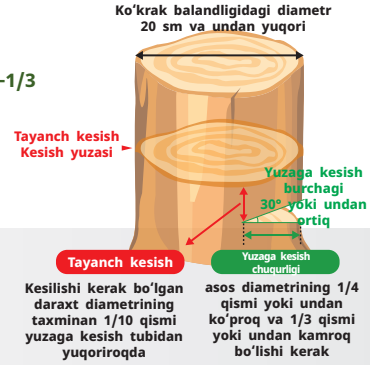 Ko‘krak balandligidagi diametr
20 sm va undan yuqori
-1/3
Tayanch kesish
Kesish yuzasi
Yuzaga kesish
burchagi
30° yoki undan
ortiq
Tayanch kesish
Kesilishi kerak bo‘lgan
daraxt diametrining
taxminan 1/10 qismi
yuzaga kesish tubidan
yuqoriroqda
Yuzaga kesish
chuqurligi
asos diametrining 1/4
qismi yoki undan
ko‘proq va 1/3 qismi
yoki undan kamroq
bo‘lishi kerak